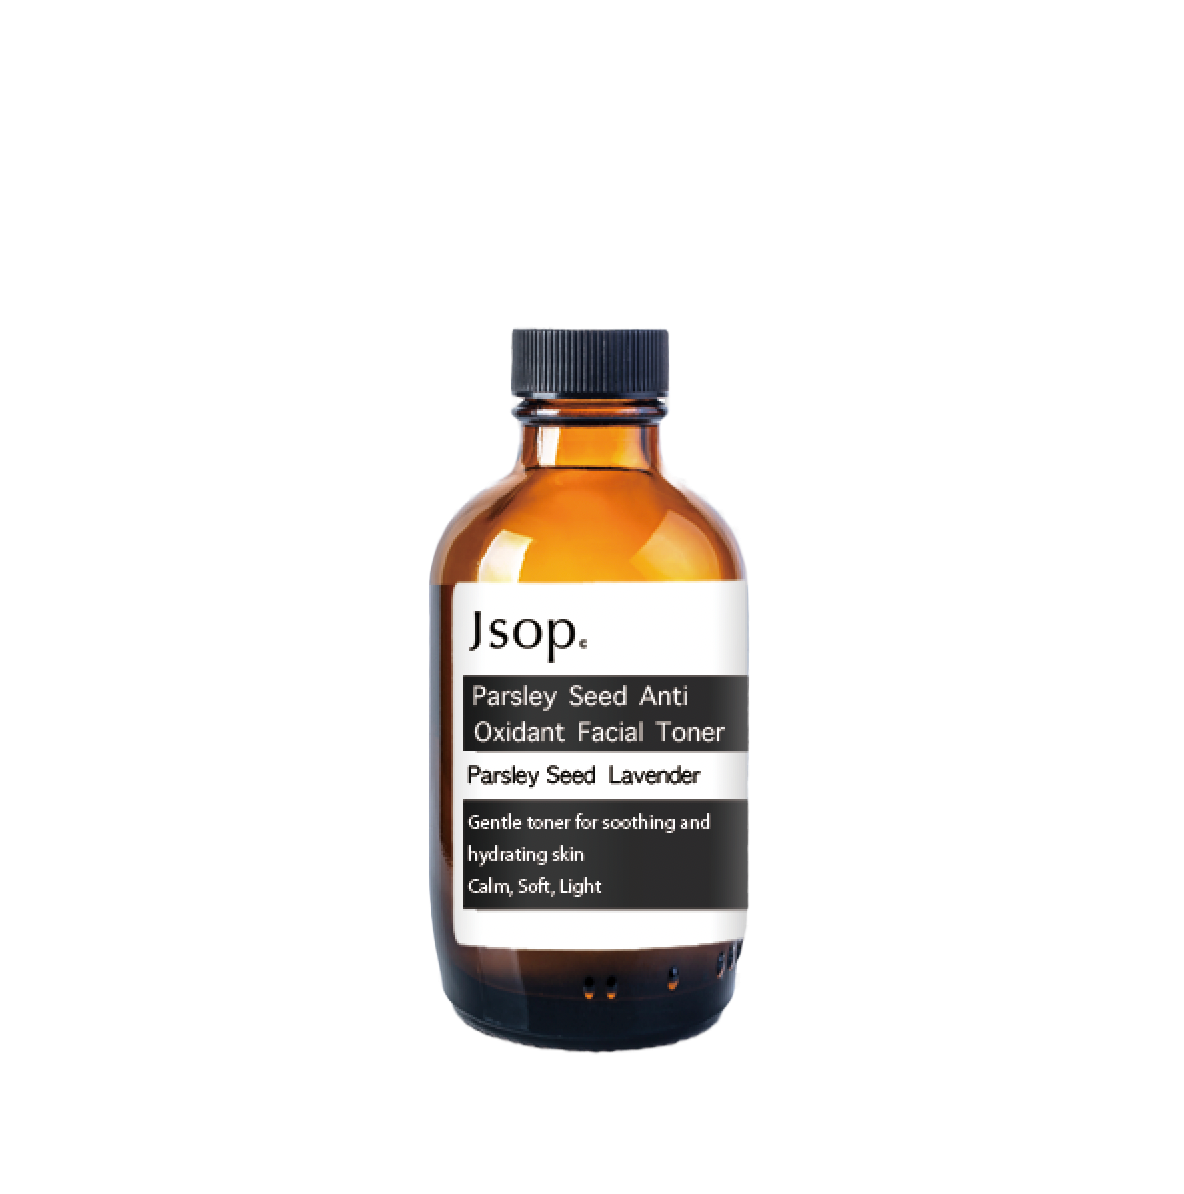 Jsop.
Parsley Seed Anti
Oxidant Facial Toner
Parsley Seed Lavender
Gentle toner for soothing and
hydrating skin
Calm, Soft, Light